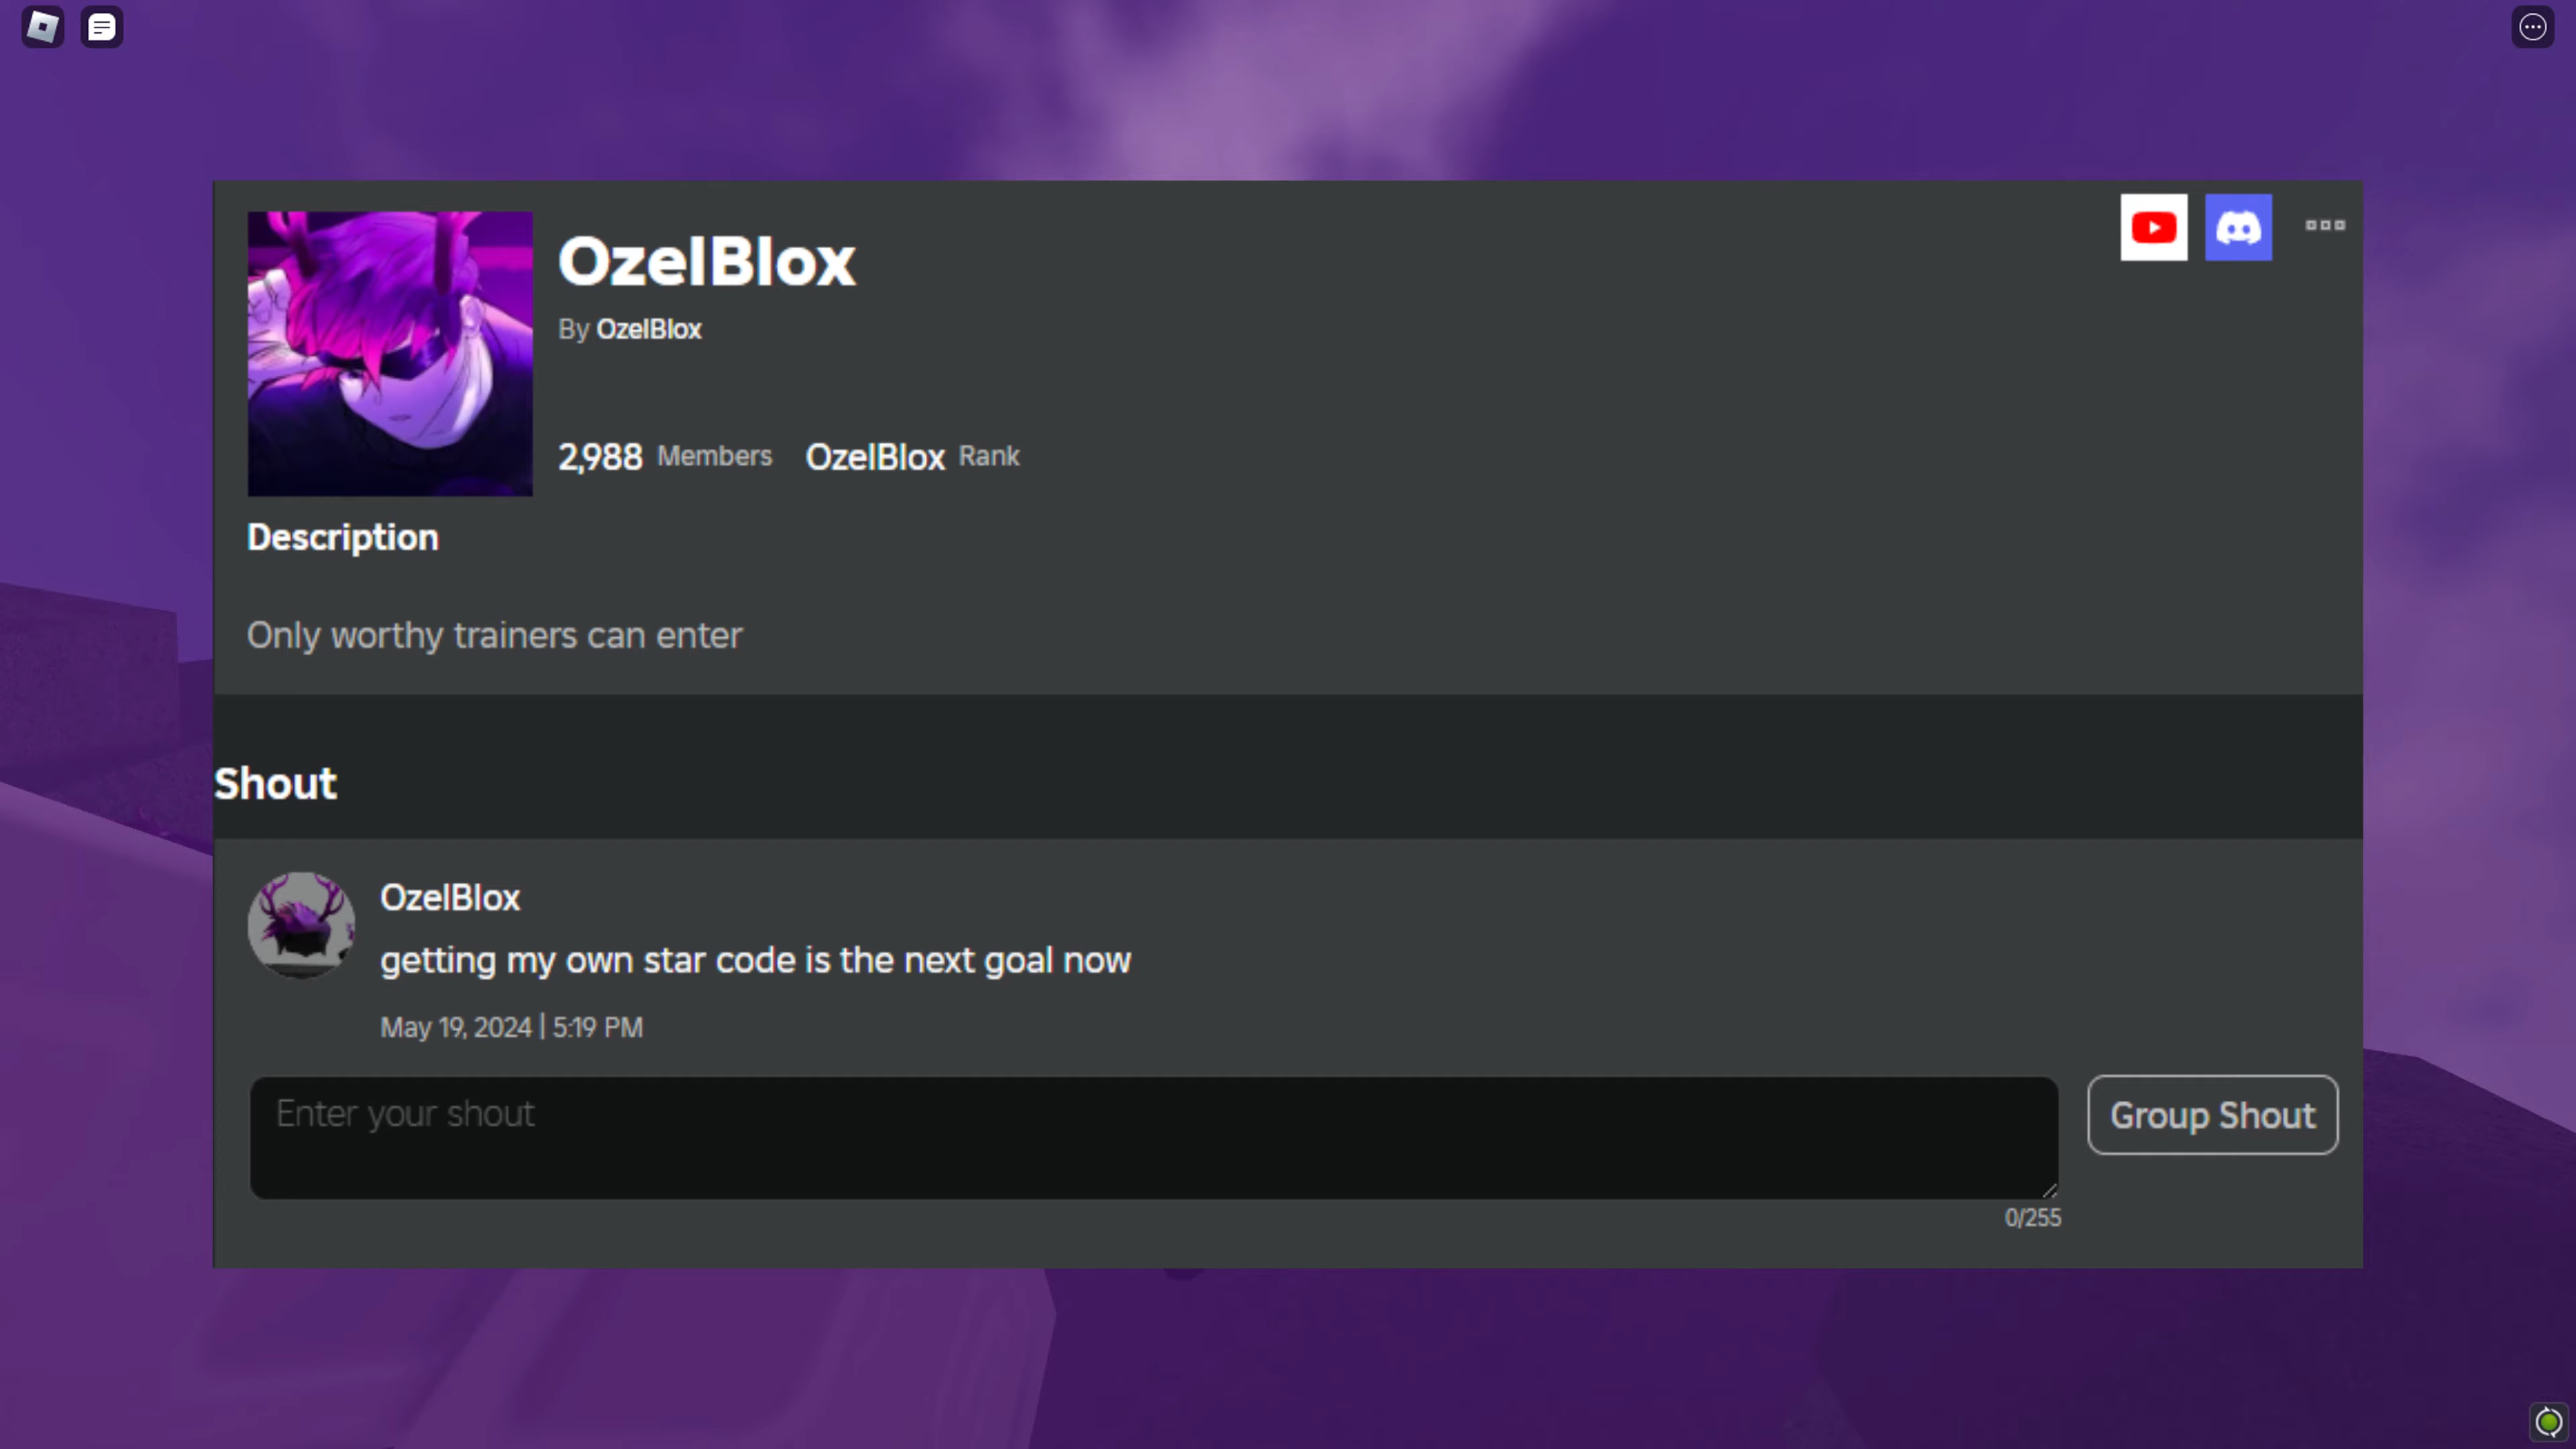 OzelBlox
By OzelBlox
2,988 Members OzelBlox Rank
Description
Only worthy trainers can enter
Shout
OzelBlox
getting my own star code is the next goal now
May 19, 2024 | 5:19 PM
Enter your shout
Group Shout
0/255